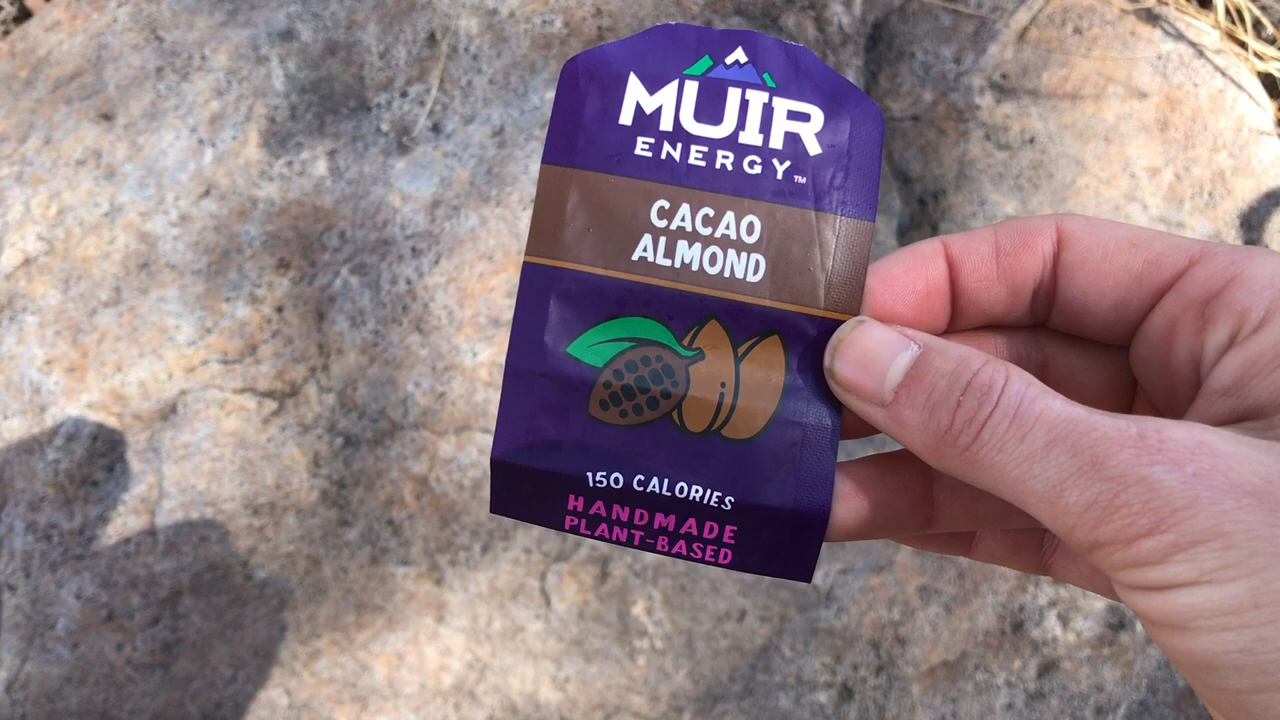 MUIR
ENERGY™
CACAO
ALMOND
150 CALORIES
HANDMADE
PLANT-BASED